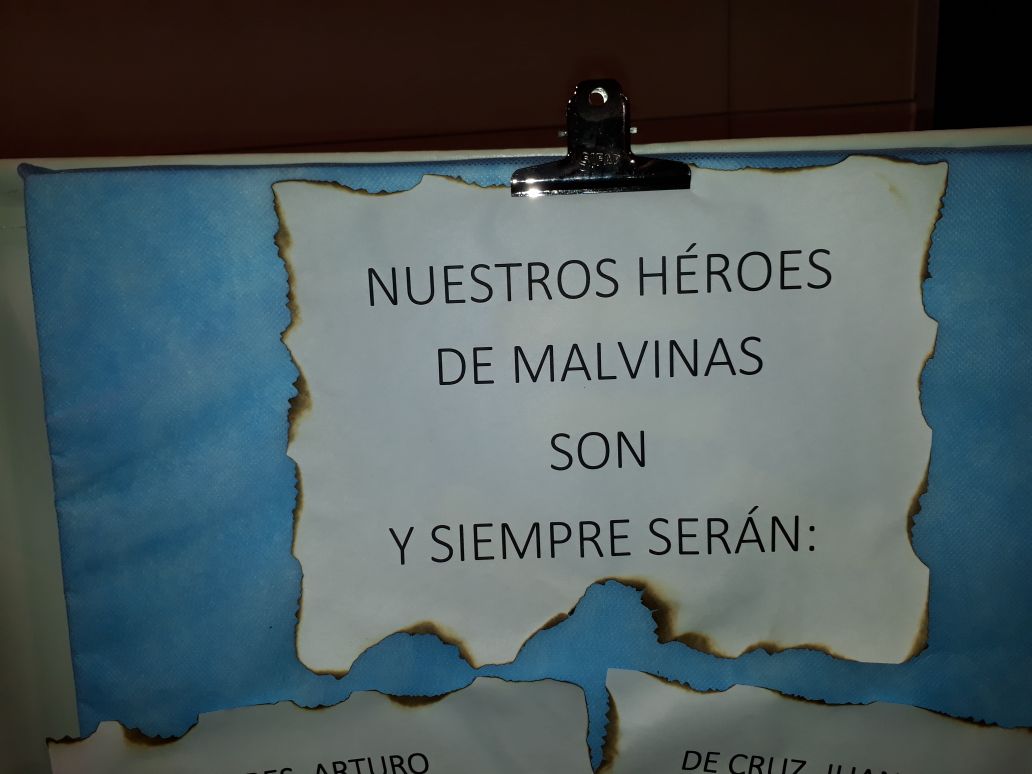 NUESTROS HÉROES
DE MALVINAS
SON
Y SIEMPRE SERÁN:
ARTURO
DE CRUZ,